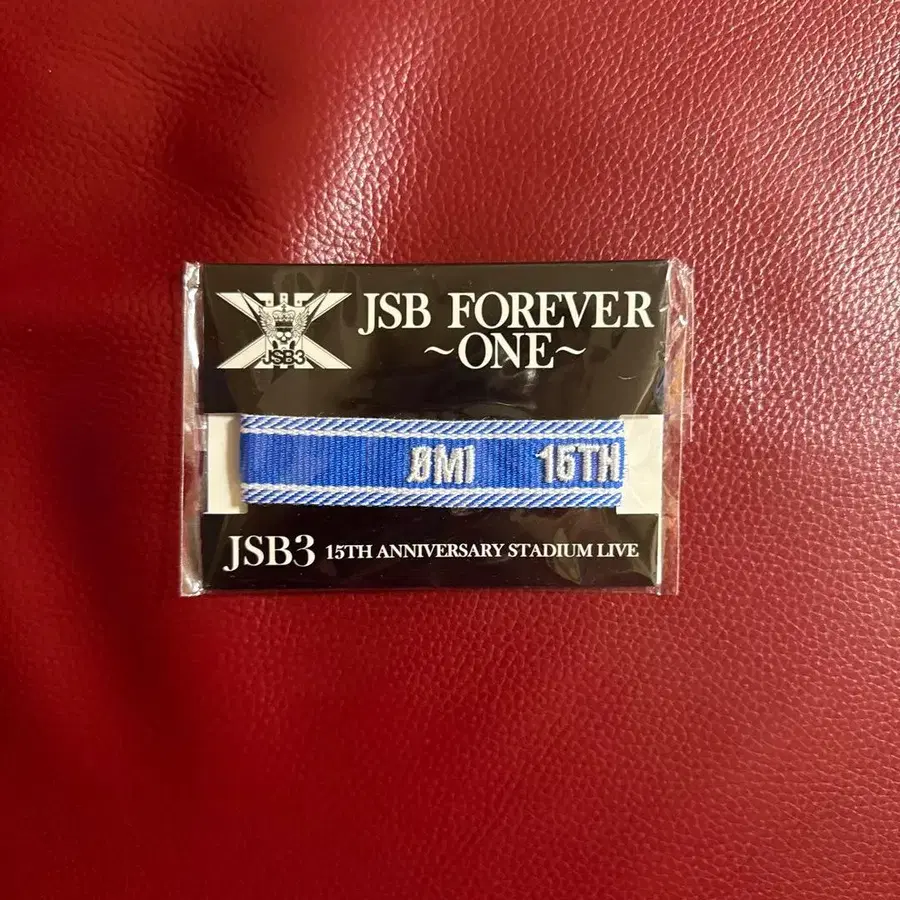 JSB FOREVER
~ONE~
JSB3
ØMI 15TH
JSB3 15TH ANNIVERSARY STADIUM LIVE